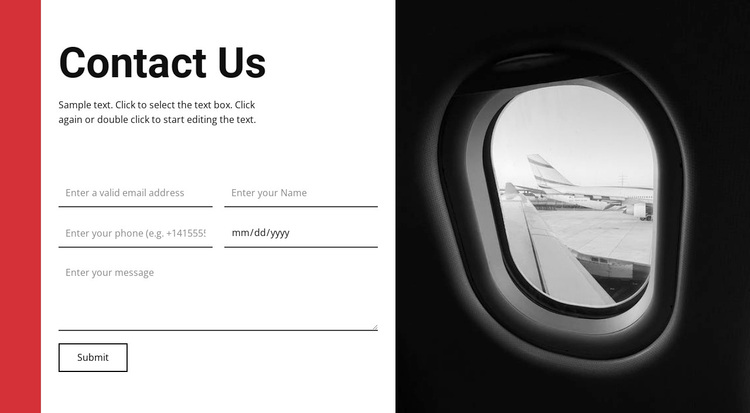 Contact Us
Sample text. Click to select the text box. Click
again or double click to start editing the text.
Enter a valid email address
Enter your Name
Enter your phone (e.g. +141555
mm/dd/yyyy
Enter your message
Submit